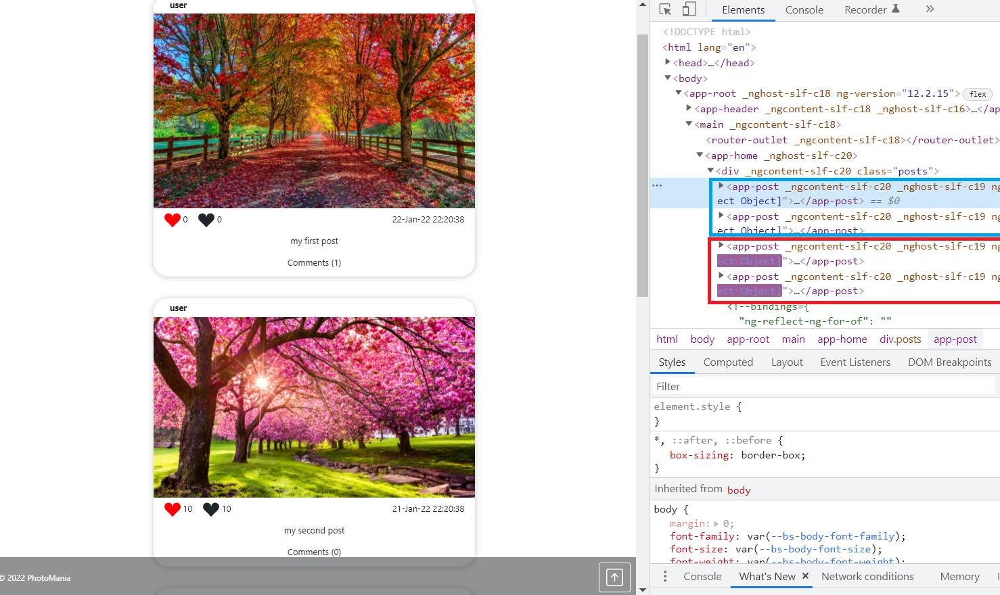 user
0 0 22-Jan-22 22:20:38
my first post
Comments (1)
user
10 10 21-Jan-22 22:20:38
my second post
Comments (0)
© 2022 PhotoMania
Elements Console Recorder
<!DOCTYPE html>
<html lang="en">
<head>…</head>
<body>
<app-root _nghost-slf-c18 ng-version="12.2.15"> flex
<app-header _ngcontent-slf-c18 _nghost-slf-c16>…</ap
<main _ngcontent-slf-c18>
<router-outlet _ngcontent-slf-c18></router-outlet>
<app-home _nghost-slf-c20>
<div _ngcontent-slf-c20 class="posts">
<app-post _ngcontent-slf-c20 _nghost-slf-c19 ng
ect Object]">…</app-post> == $0
<app-post _ngcontent-slf-c20 _nghost-slf-c19 ng
ect Object]">…</app-post>
<app-post _ngcontent-slf-c20 _nghost-slf-c19 ng
ect Object]">…</app-post>
<app-post _ngcontent-slf-c20 _nghost-slf-c19 ng
ect Object]">…</app-post>
<!--bindings={
"ng-reflect-ng-for-of": ""
html body app-root main app-home div.posts app-post
Styles Computed Layout Event Listeners DOM Breakpoints
Filter
element.style {
}
*, ::after, ::before {
box-sizing: border-box;
}
Inherited from body
body {
margin: 0;
font-family: var(--bs-body-font-family);
font-size: var(--bs-body-font-size);
font-weight: var(--bs-body-font-weight);
Console What's New × Network conditions Memory